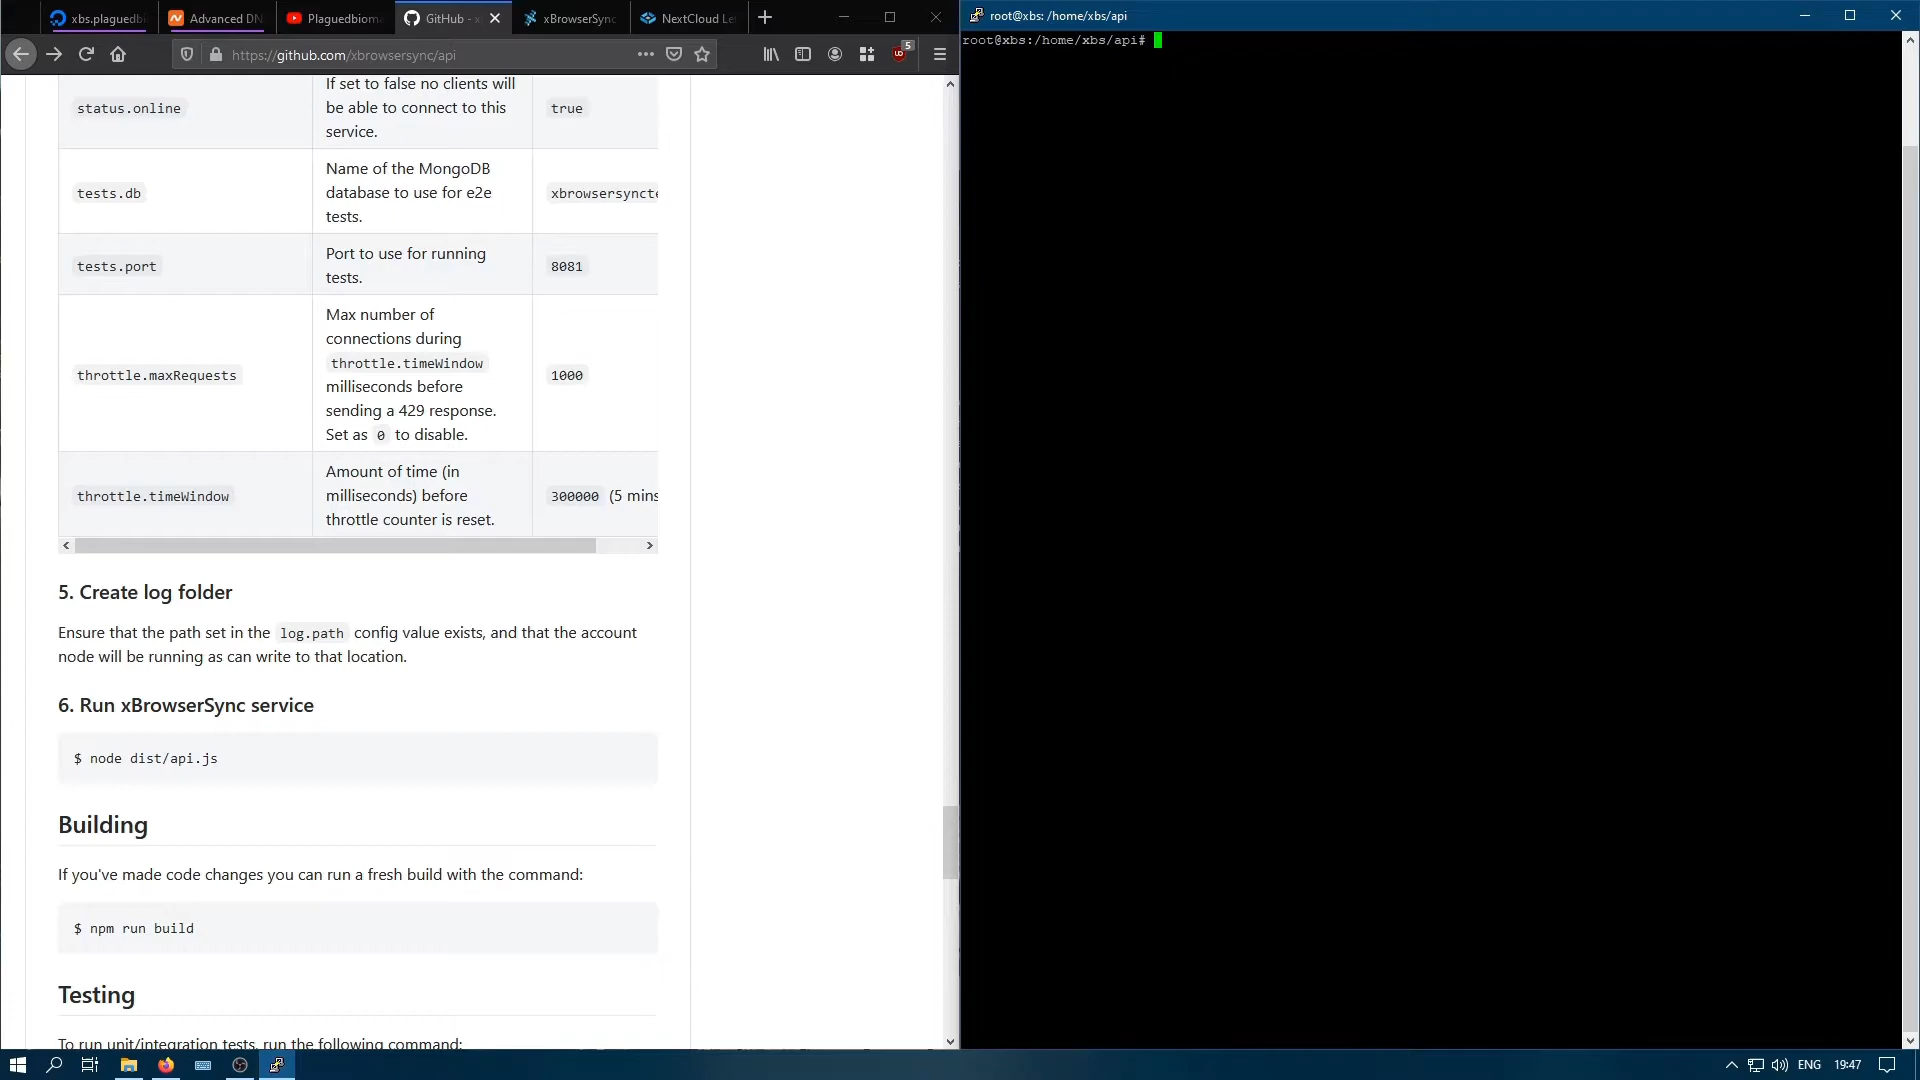 xbs.plaguedbi
Advanced DN
Plaguedbiom
GitHub - x
xBrowserSync
NextCloud Le
https://github.com/xbrowsersync/api
5
root@xbs: /home/xbs/api
root@xbs:/home/xbs/api#
status.online
If set to false no clients will
be able to connect to this
service.
true
tests.db
Name of the MongoDB
database to use for e2e
tests.
xbrowsersyncte
tests.port
Port to use for running
tests.
8081
throttle.maxRequests
Max number of
connections during
throttle.timeWindow
milliseconds before
sending a 429 response.
Set as 0 to disable.
1000
throttle.timeWindow
Amount of time (in
milliseconds) before
throttle counter is reset.
300000 (5 mins
5. Create log folder
Ensure that the path set in the log.path config value exists, and that the account
node will be running as can write to that location.
6. Run xBrowserSync service
$ node dist/api.js
Building
If you've made code changes you can run a fresh build with the command:
$ npm run build
Testing
To run unit/integration tests, run the following command:
ENG
19:47